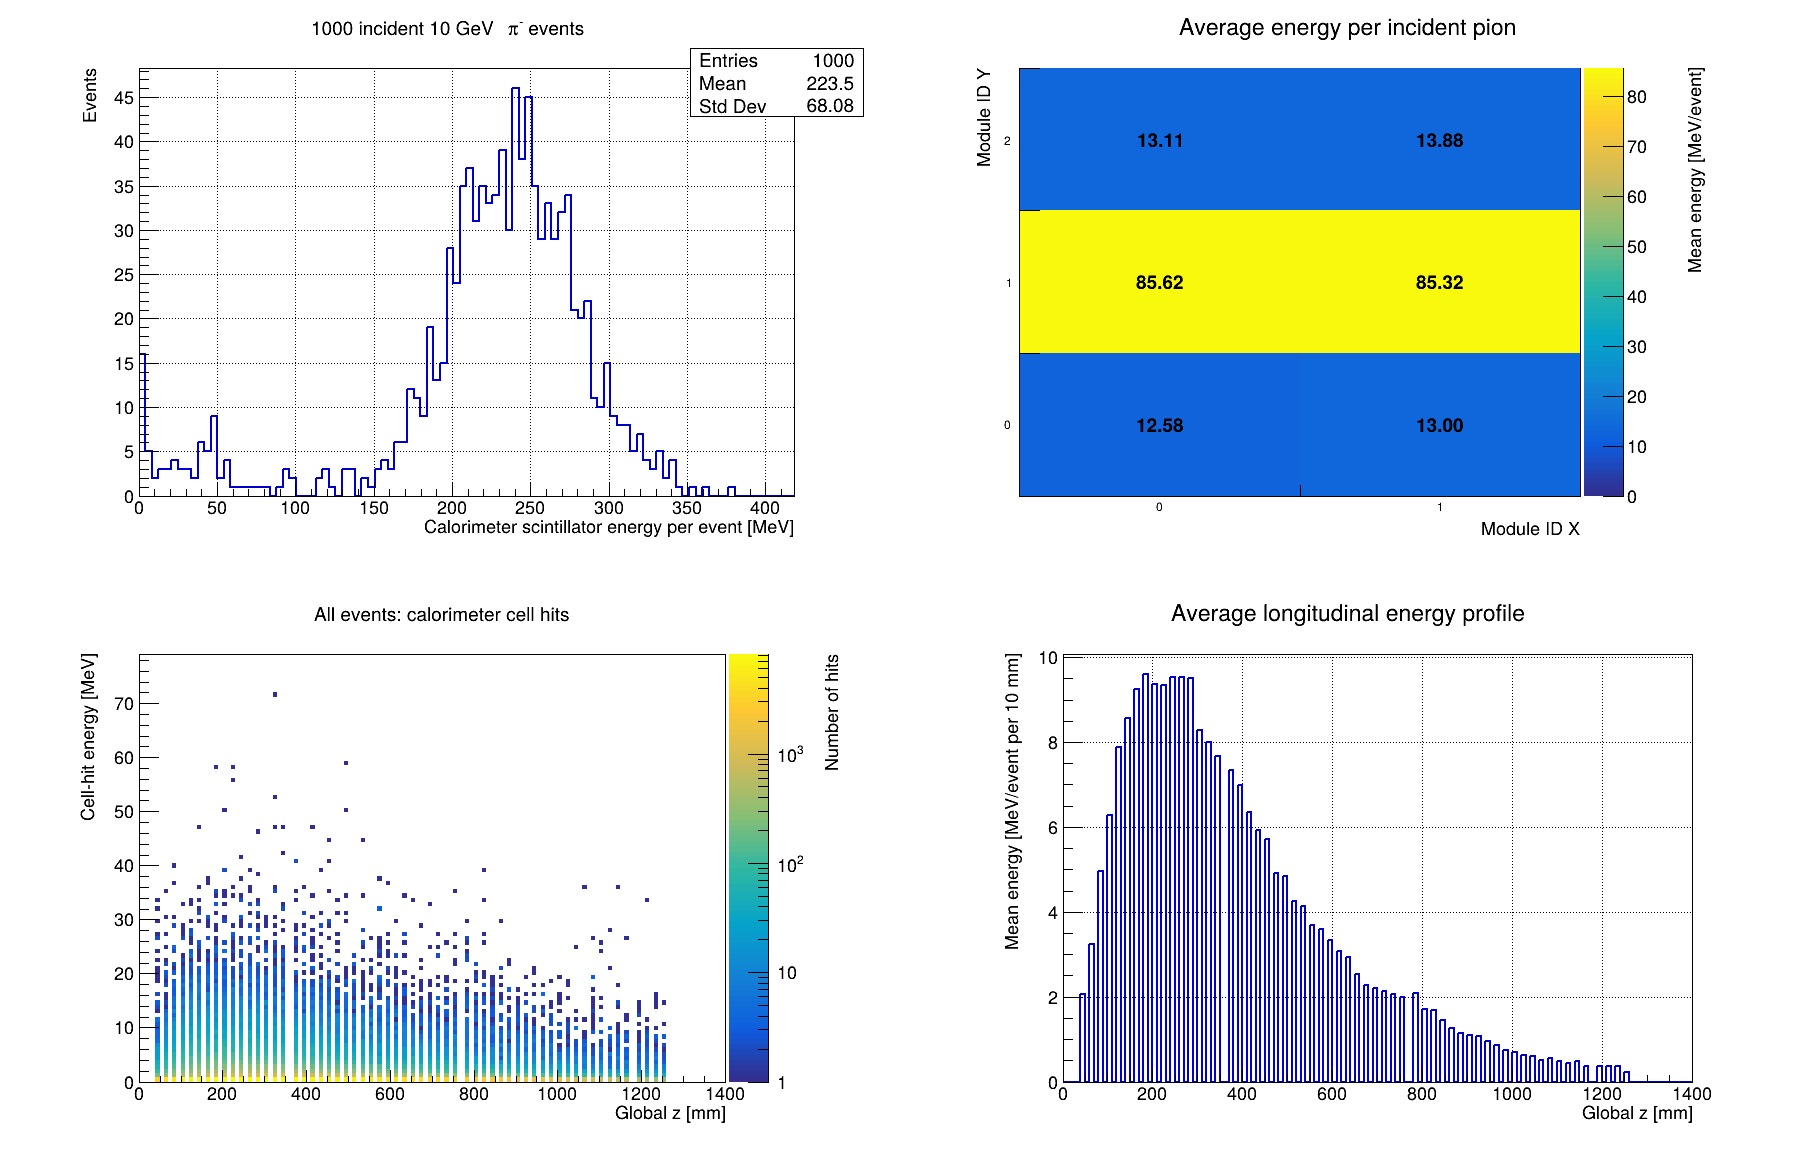 1000 incident 10 GeV π- events
Entries 1000
Mean 223.5
Std Dev 68.08
Events
45
40
35
30
25
20
15
10
5
0
0 50 100 150 200 250 300 350 400
Calorimeter scintillator energy per event [MeV]
Average energy per incident pion
Module ID Y
2
1
0
13.11 13.88
85.62 85.32
12.58 13.00
0 1
Module ID X
80
70
60
50
40
30
20
10
0
Mean energy [MeV/event]
All events: calorimeter cell hits
Cell-hit energy [MeV]
70
60
50
40
30
20
10
0
0 200 400 600 800 1000 1200 1400
Global z [mm]
10³
10²
10
1
Number of hits
Average longitudinal energy profile
Mean energy [MeV/event per 10 mm]
10
8
6
4
2
0
0 200 400 600 800 1000 1200 1400
Global z [mm]